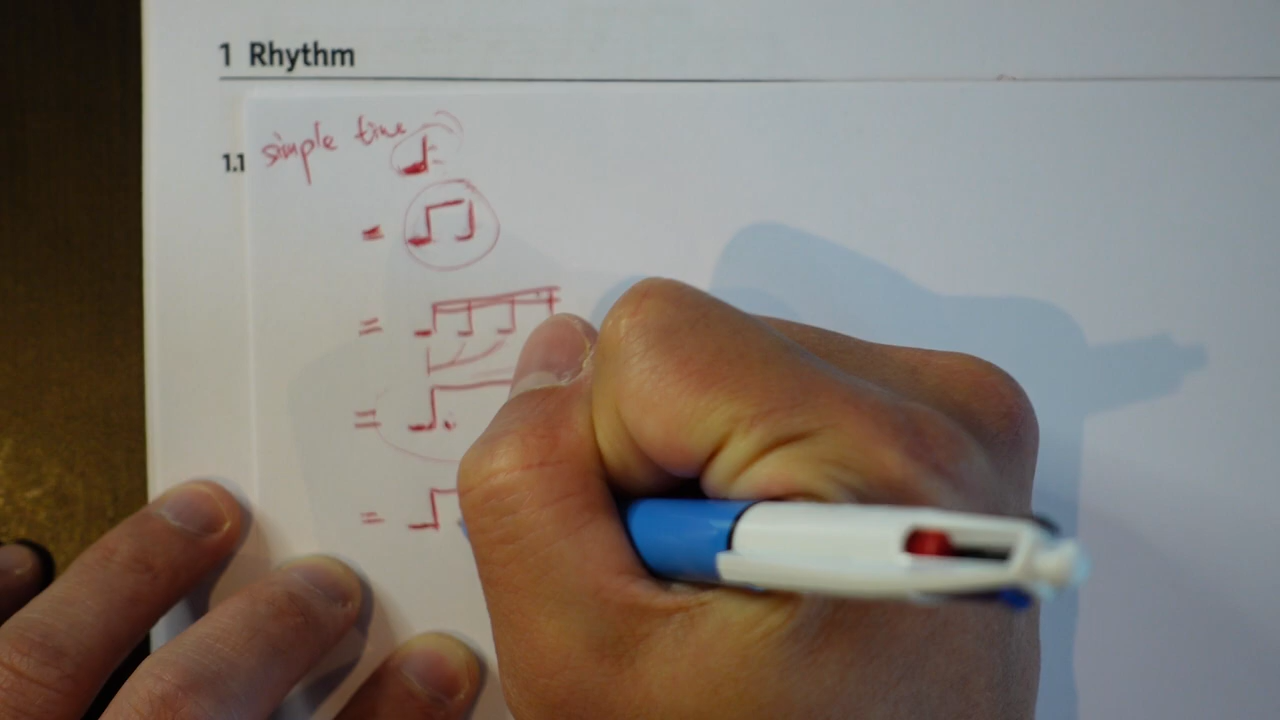 1 Rhythm
1.1
simple time ♩
= ♫
=
=
=